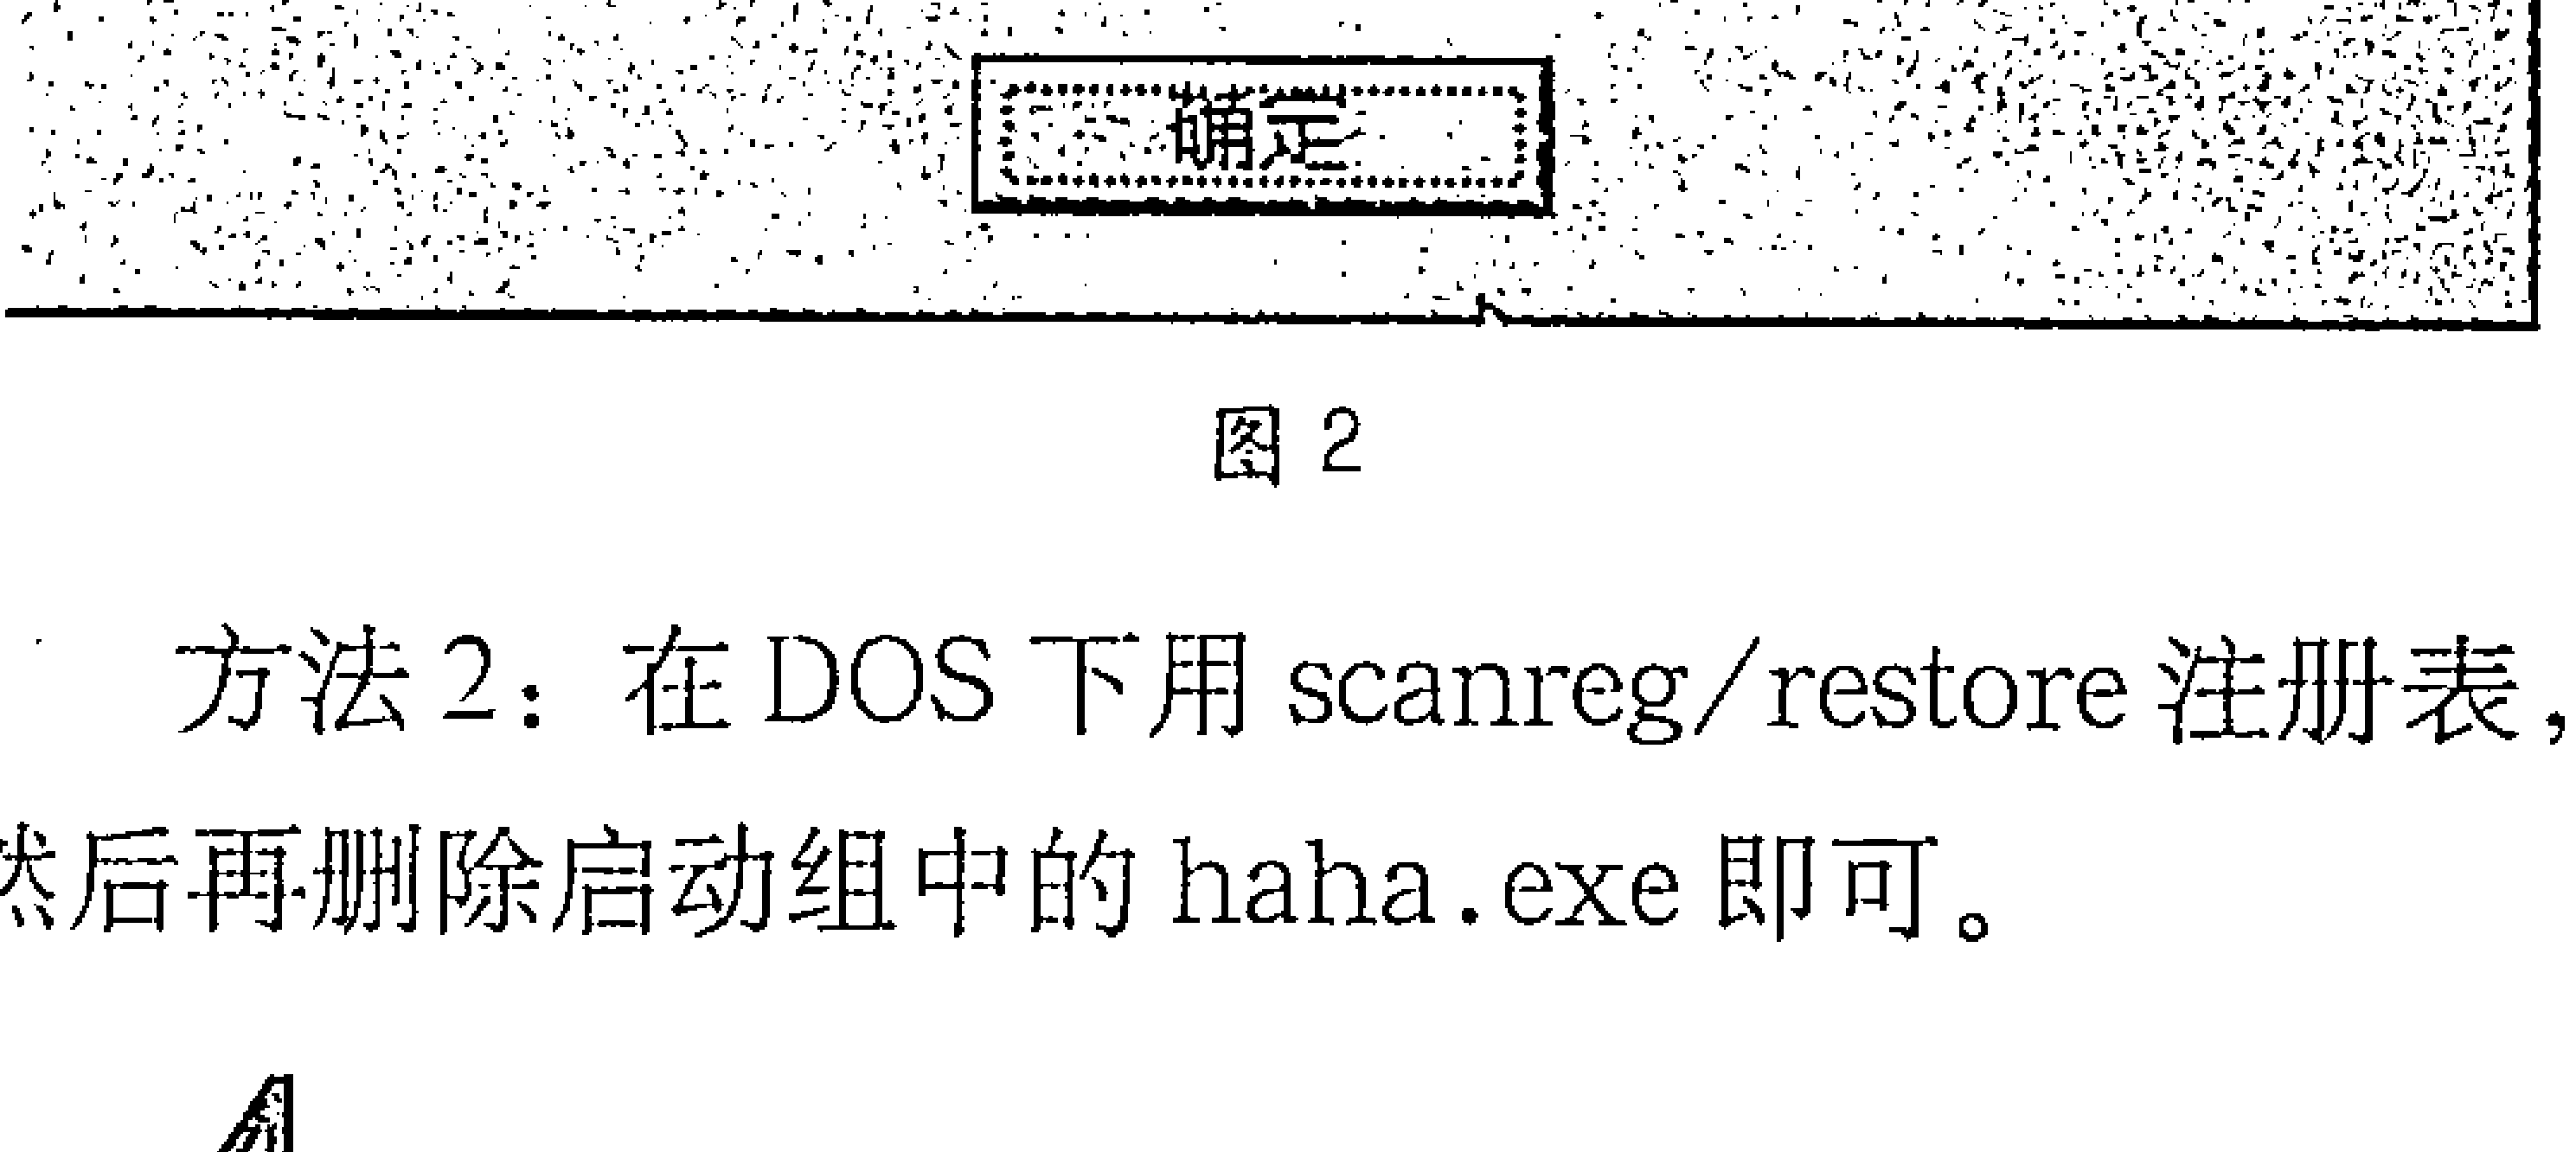 确定
图 2
方法 2：在 DOS 下用 scanreg/restore 注册表，
然后再删除启动组中的 haha.exe 即可。